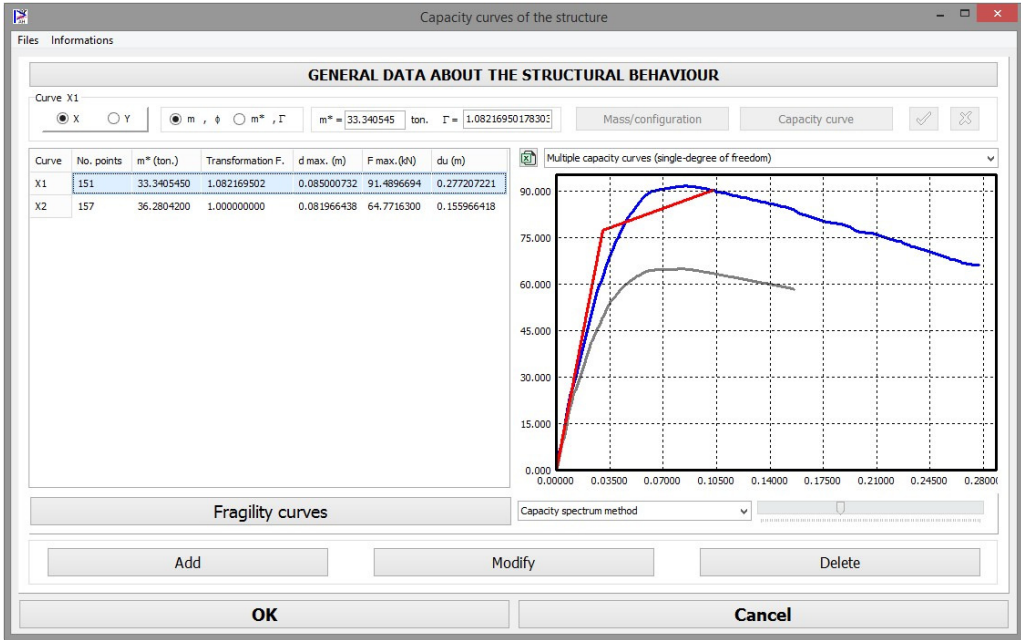 Capacity curves of the structure
Files Informations
GENERAL DATA ABOUT THE STRUCTURAL BEHAVIOUR
Curve X1
X Y m , ϕ m* , Γ m* = 33.340545 ton. Γ = 1.08216950178303 Mass/configuration Capacity curve
Curve No. points m* (ton.) Transformation F. d max. (m) F max.(kN) du (m)
X1 151 33.3405450 1.082169502 0.085000732 91.4896694 0.277207221
X2 157 36.2804200 1.000000000 0.081966438 64.7716300 0.155966418
Multiple capacity curves (single-degree of freedom)
90.000
75.000
60.000
45.000
30.000
15.000
0.000
0.00000 0.03500 0.07000 0.10500 0.14000 0.17500 0.21000 0.24500 0.28000
Fragility curves
Capacity spectrum method
Add Modify Delete
OK Cancel